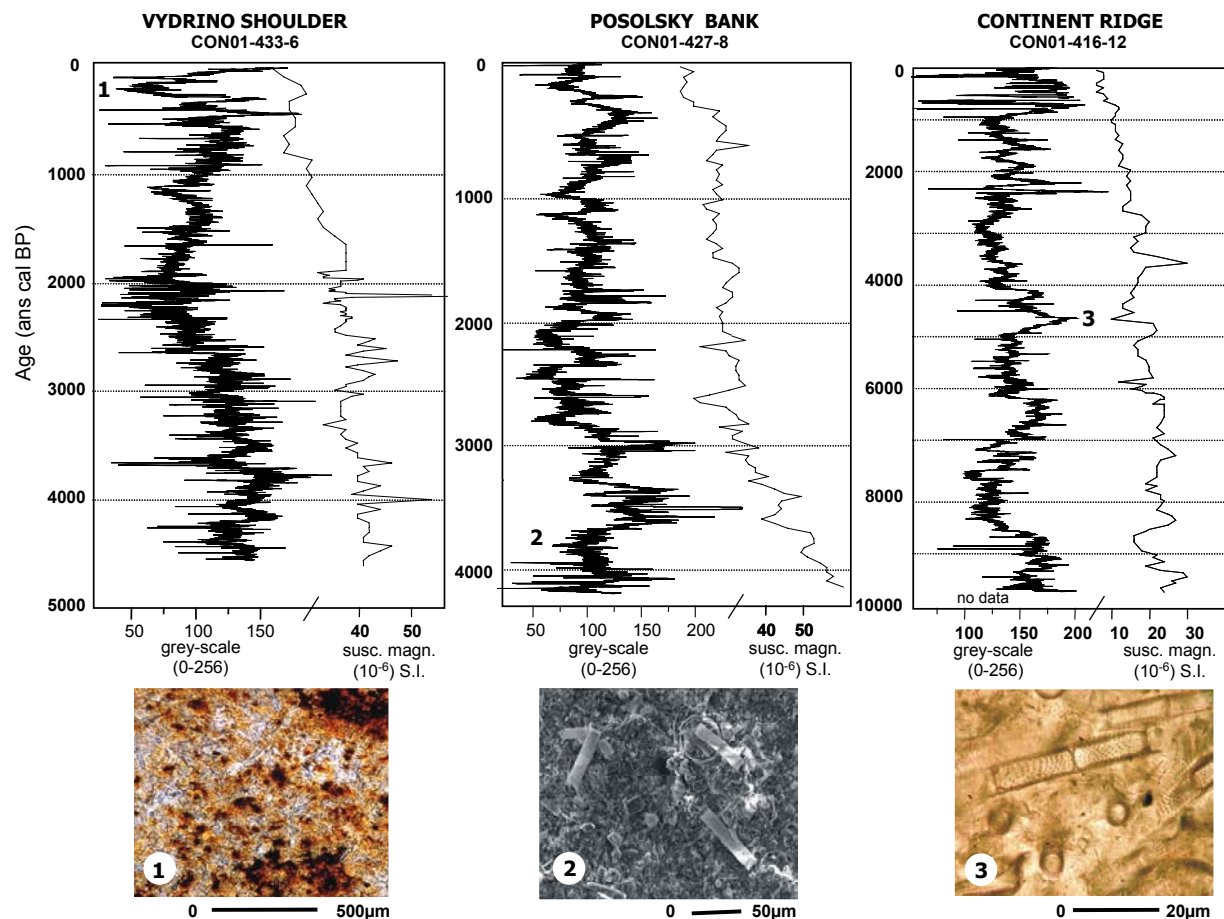 VYDRINO SHOULDER
CON01-433-6
POSOLSKY BANK
CON01-427-8
CONTINENT RIDGE
CON01-416-12
Age (ans cal BP)
0
1000
2000
3000
4000
5000
1
50
100
150
40
50
grey-scale
(0-256)
susc. magn.
(10⁻⁶) S.I.
0
1000
2000
3000
4000
2
50
100
150
200
40
50
grey-scale
(0-256)
susc. magn.
(10⁻⁶) S.I.
0
2000
4000
6000
8000
10000
3
no data
100
150
200
10
20
30
grey-scale
(0-256)
susc. magn.
(10⁻⁶) S.I.
1
0 500µm
2
0 50µm
3
0 20µm